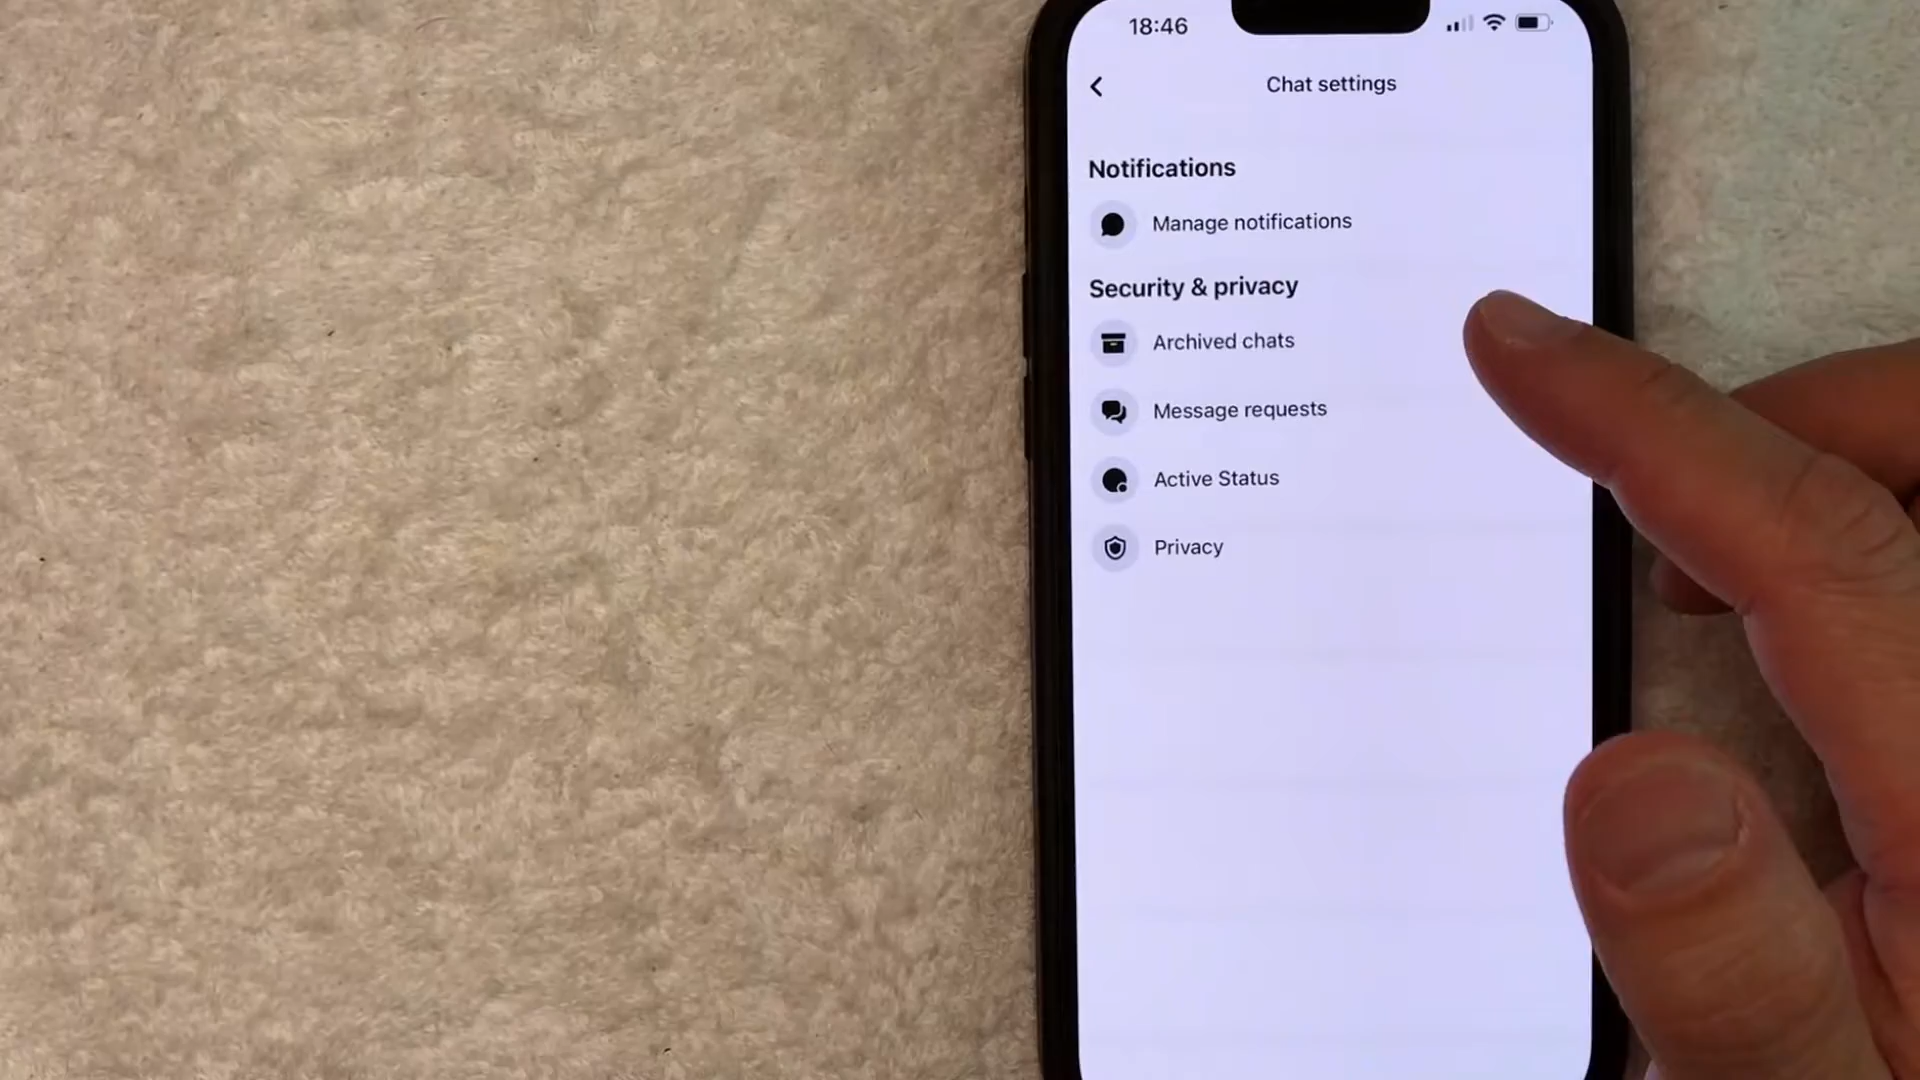 18:46
Chat settings
Notifications
Manage notifications
Security & privacy
Archived chats
Message requests
Active Status
Privacy